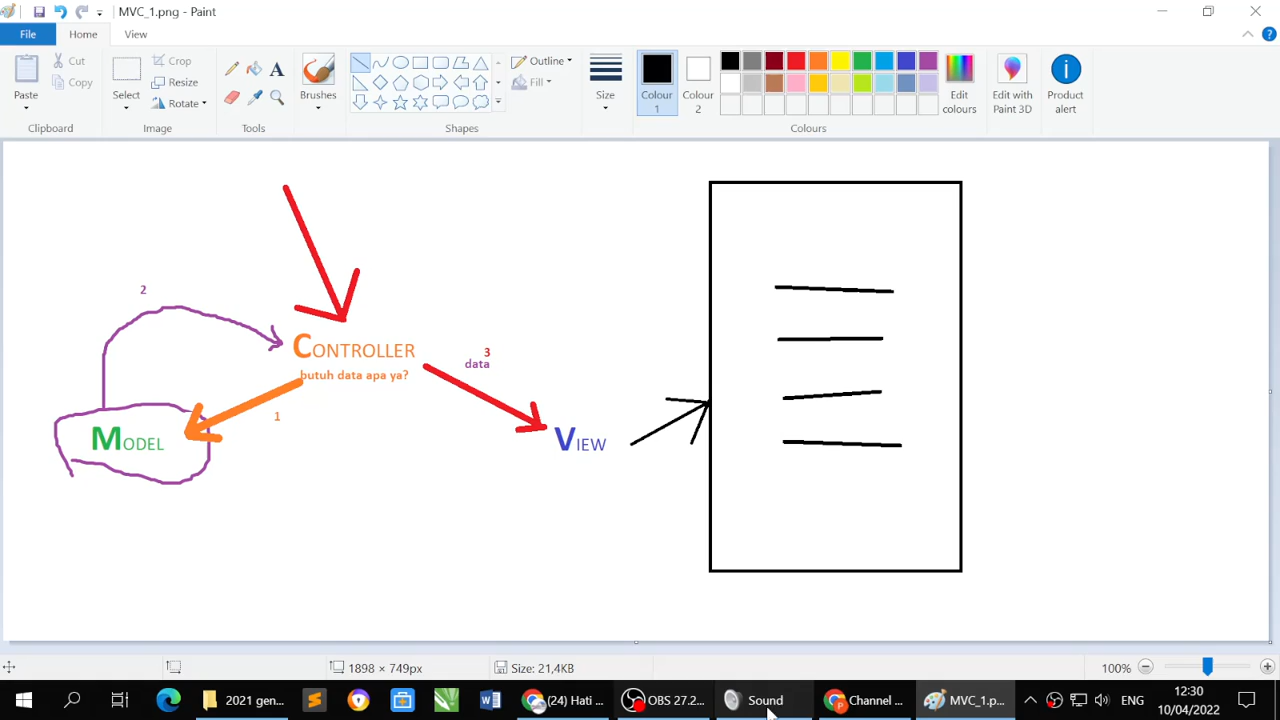 MVC_1.png - Paint
File
Home
View
Paste
Cut
Copy
Clipboard
Select
Crop
Resize
Rotate
Image
Tools
Brushes
Outline
Fill
Shapes
Size
Colour
1
Colour
2
Edit
colours
Edit with
Paint 3D
Product
alert
Colours
2
CONTROLLER
butuh data apa ya?
3
data
1
MODEL
VIEW
1898 × 749px
Size: 21.4KB
100%
2021 gen...
(24) Hati ...
OBS 27.2...
Sound
Channel ...
MVC_1.p...
ENG
12:30
10/04/2022